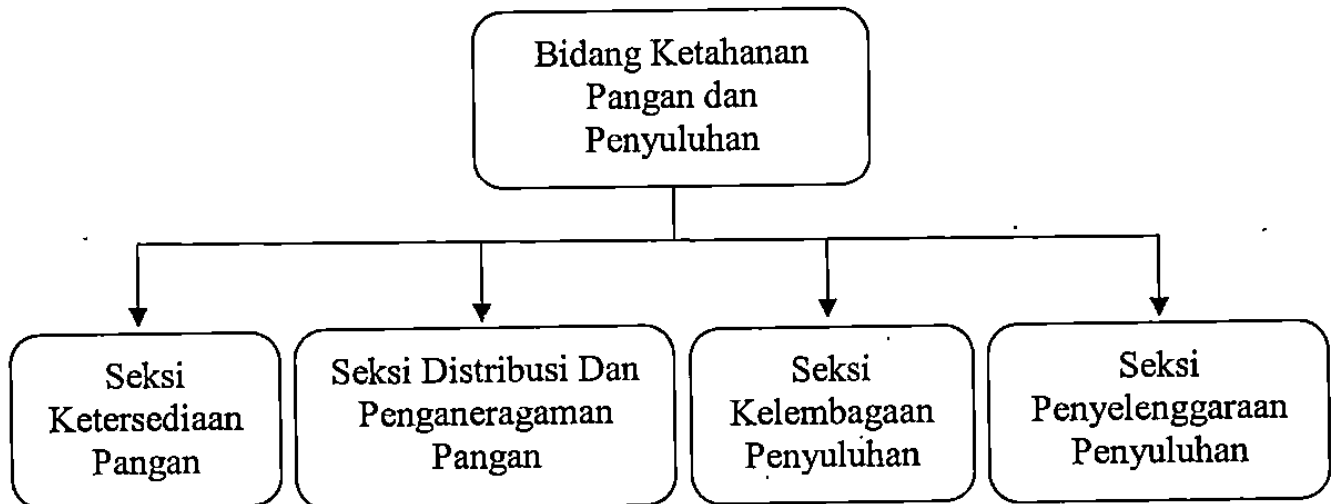 Bidang Ketahanan
Pangan dan
Penyuluhan
Seksi
Ketersediaan
Pangan
Seksi Distribusi Dan
Penganeragaman
Pangan
Seksi
Kelembagaan
Penyuluhan
Seksi
Penyelenggaraan
Penyuluhan